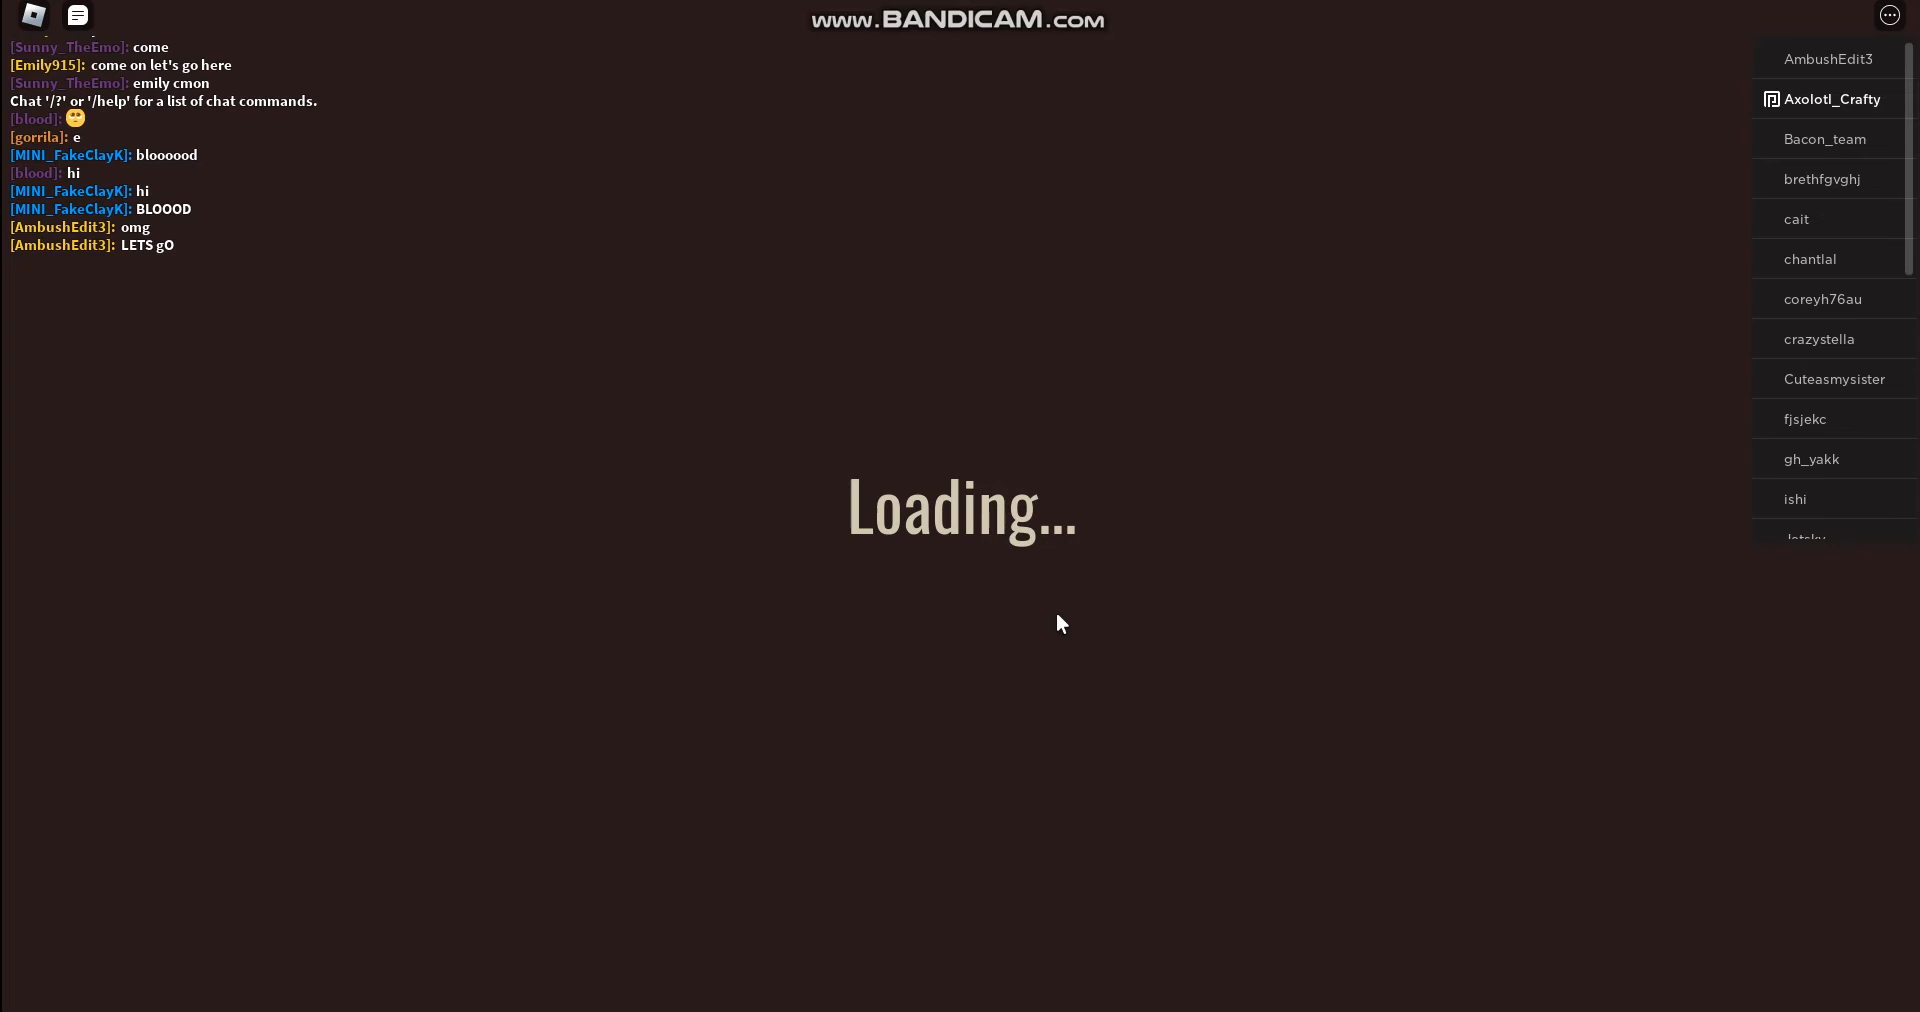 www.BANDICAM.com
[Sunny_TheEmo]: come
[Emily915]: come on let's go here
[Sunny_TheEmo]: emily cmon
Chat '/?' or '/help' for a list of chat commands.
[blood]: 🙄
[gorrila]: e
[MINI_FakeClayK]: bloooood
[blood]: hi
[MINI_FakeClayK]: hi
[MINI_FakeClayK]: BLOOOD
[AmbushEdit3]: omg
[AmbushEdit3]: LETS gO
Loading...
AmbushEdit3
Axolotl_Crafty
Bacon_team
brethfgvghj
cait
chantlal
coreyh76au
crazystella
Cuteasmysister
fjsjekc
gh_yakk
ishi